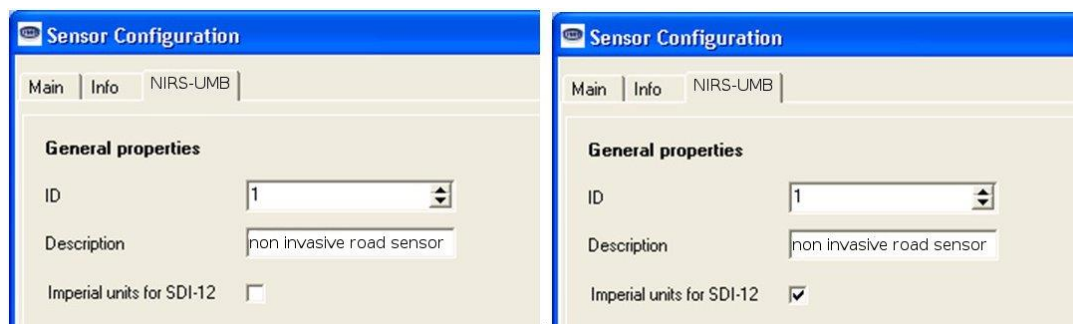 Sensor Configuration
Main Info NIRS-UMB
General properties
ID 1
Description non invasive road sensor
Imperial units for SDI-12
Sensor Configuration
Main Info NIRS-UMB
General properties
ID 1
Description non invasive road sensor
Imperial units for SDI-12